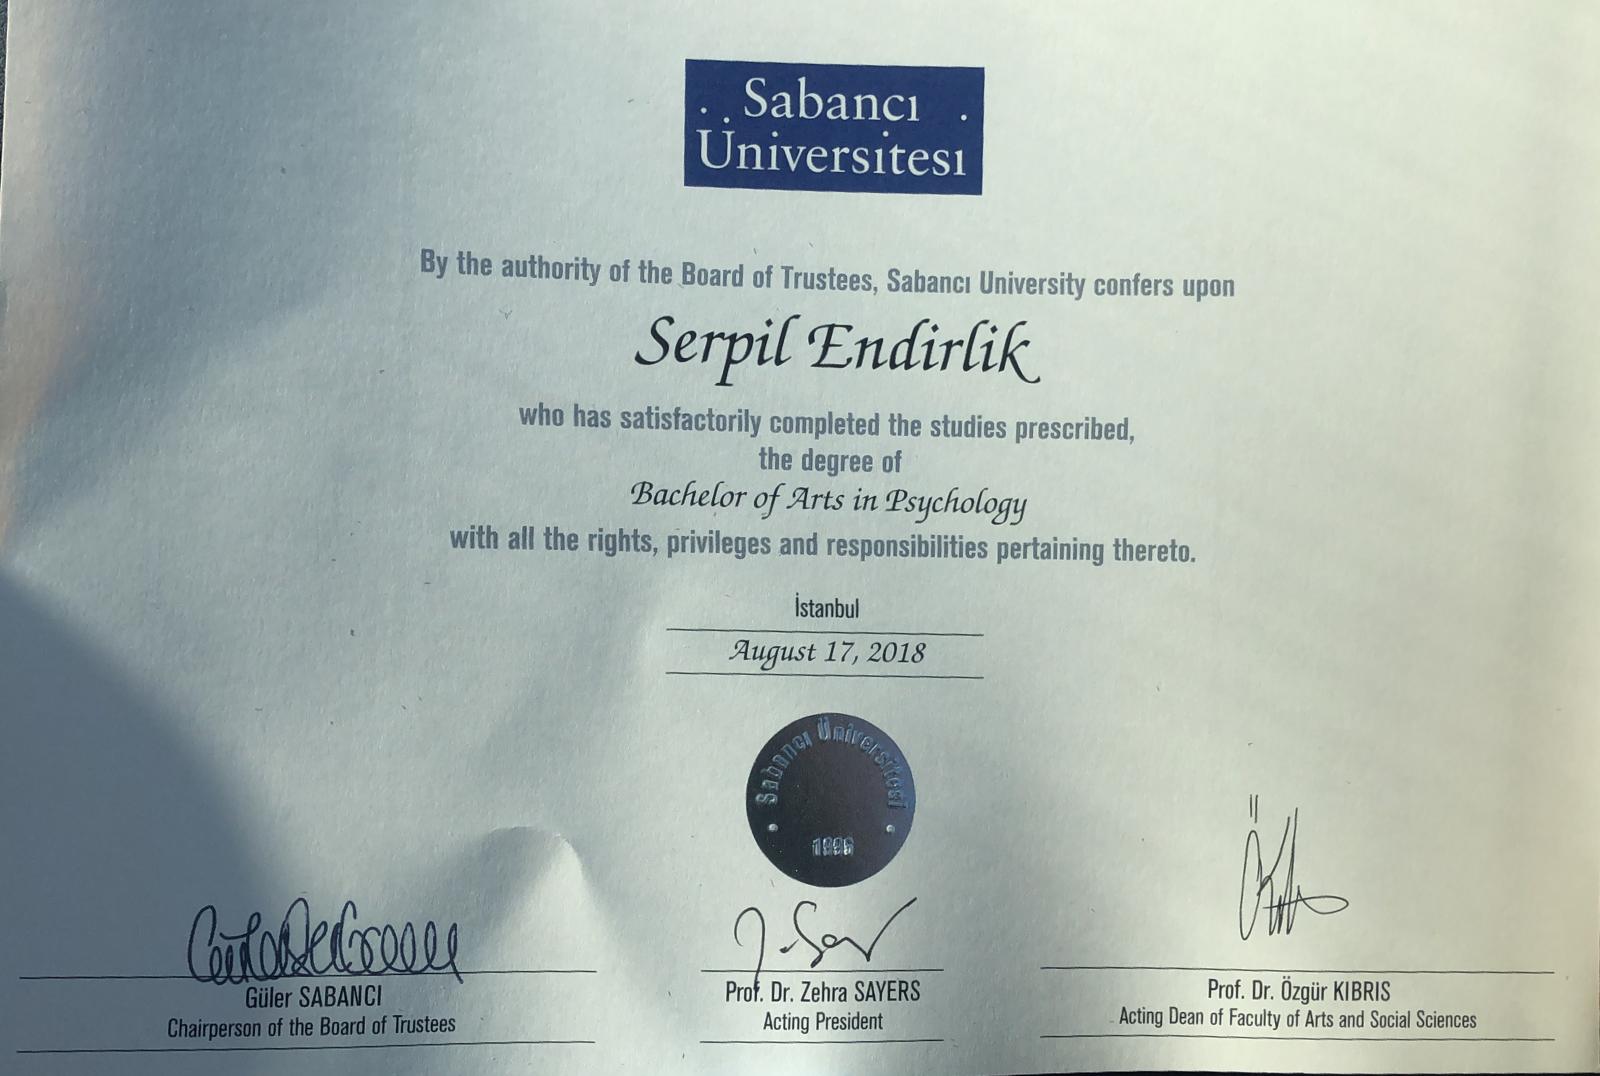 Sabancı
Üniversitesi
By the authority of the Board of Trustees, Sabancı University confers upon
Serpil Endirlik
who has satisfactorily completed the studies prescribed,
the degree of
Bachelor of Arts in Psychology
with all the rights, privileges and responsibilities pertaining thereto.
İstanbul
August 17, 2018
Sabancı Üniversitesi
Güler SABANCI
Chairperson of the Board of Trustees
Prof. Dr. Zehra SAYERS
Acting President
Prof. Dr. Özgür KIBRIS
Acting Dean of Faculty of Arts and Social Sciences